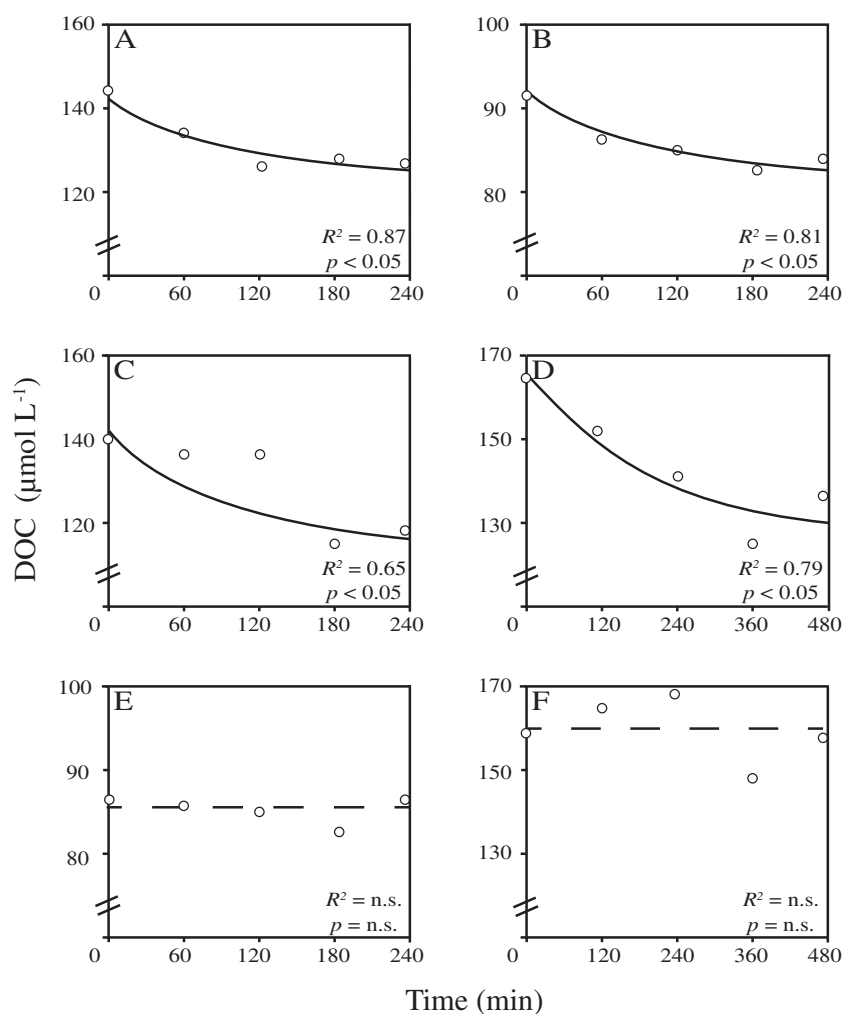 160
A
140
120
R² = 0.87
p < 0.05
0 60 120 180 240
100
B
90
80
R² = 0.81
p < 0.05
0 60 120 180 240
160
C
140
120
R² = 0.65
p < 0.05
0 60 120 180 240
170
D
150
130
R² = 0.79
p < 0.05
0 120 240 360 480
100
E
90
80
R² = n.s.
p = n.s.
0 60 120 180 240
170
F
150
130
R² = n.s.
p = n.s.
0 120 240 360 480
DOC (µmol L⁻¹)
Time (min)